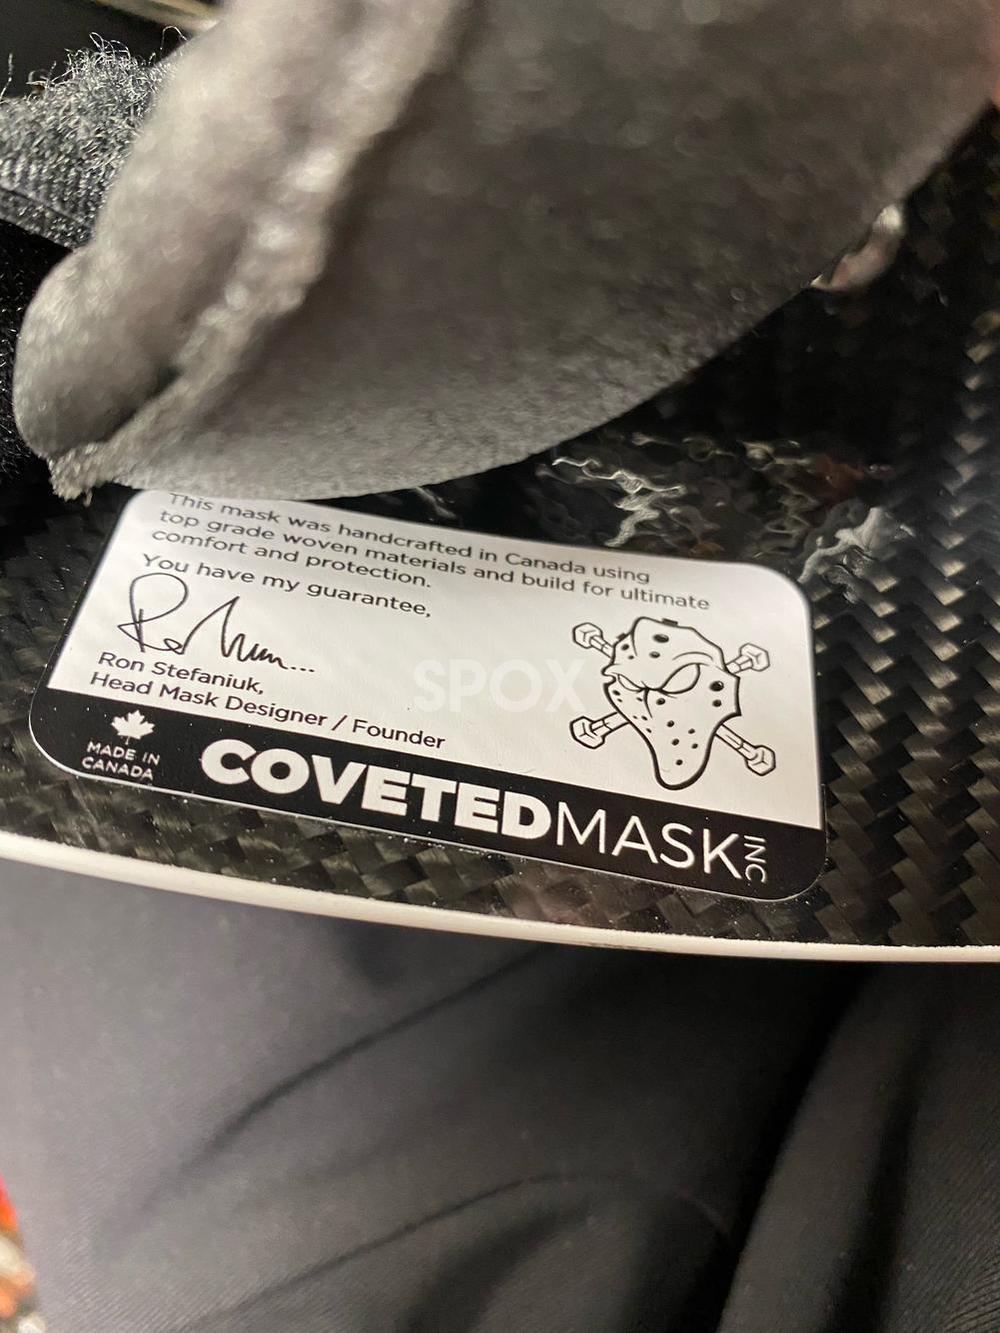 This mask was handcrafted in Canada using
top grade woven materials and build for ultimate
comfort and protection.
You have my guarantee,
Ron Stefaniuk,
Head Mask Designer / Founder
MADE IN
CANADA
COVETEDMASK INC
SPOX